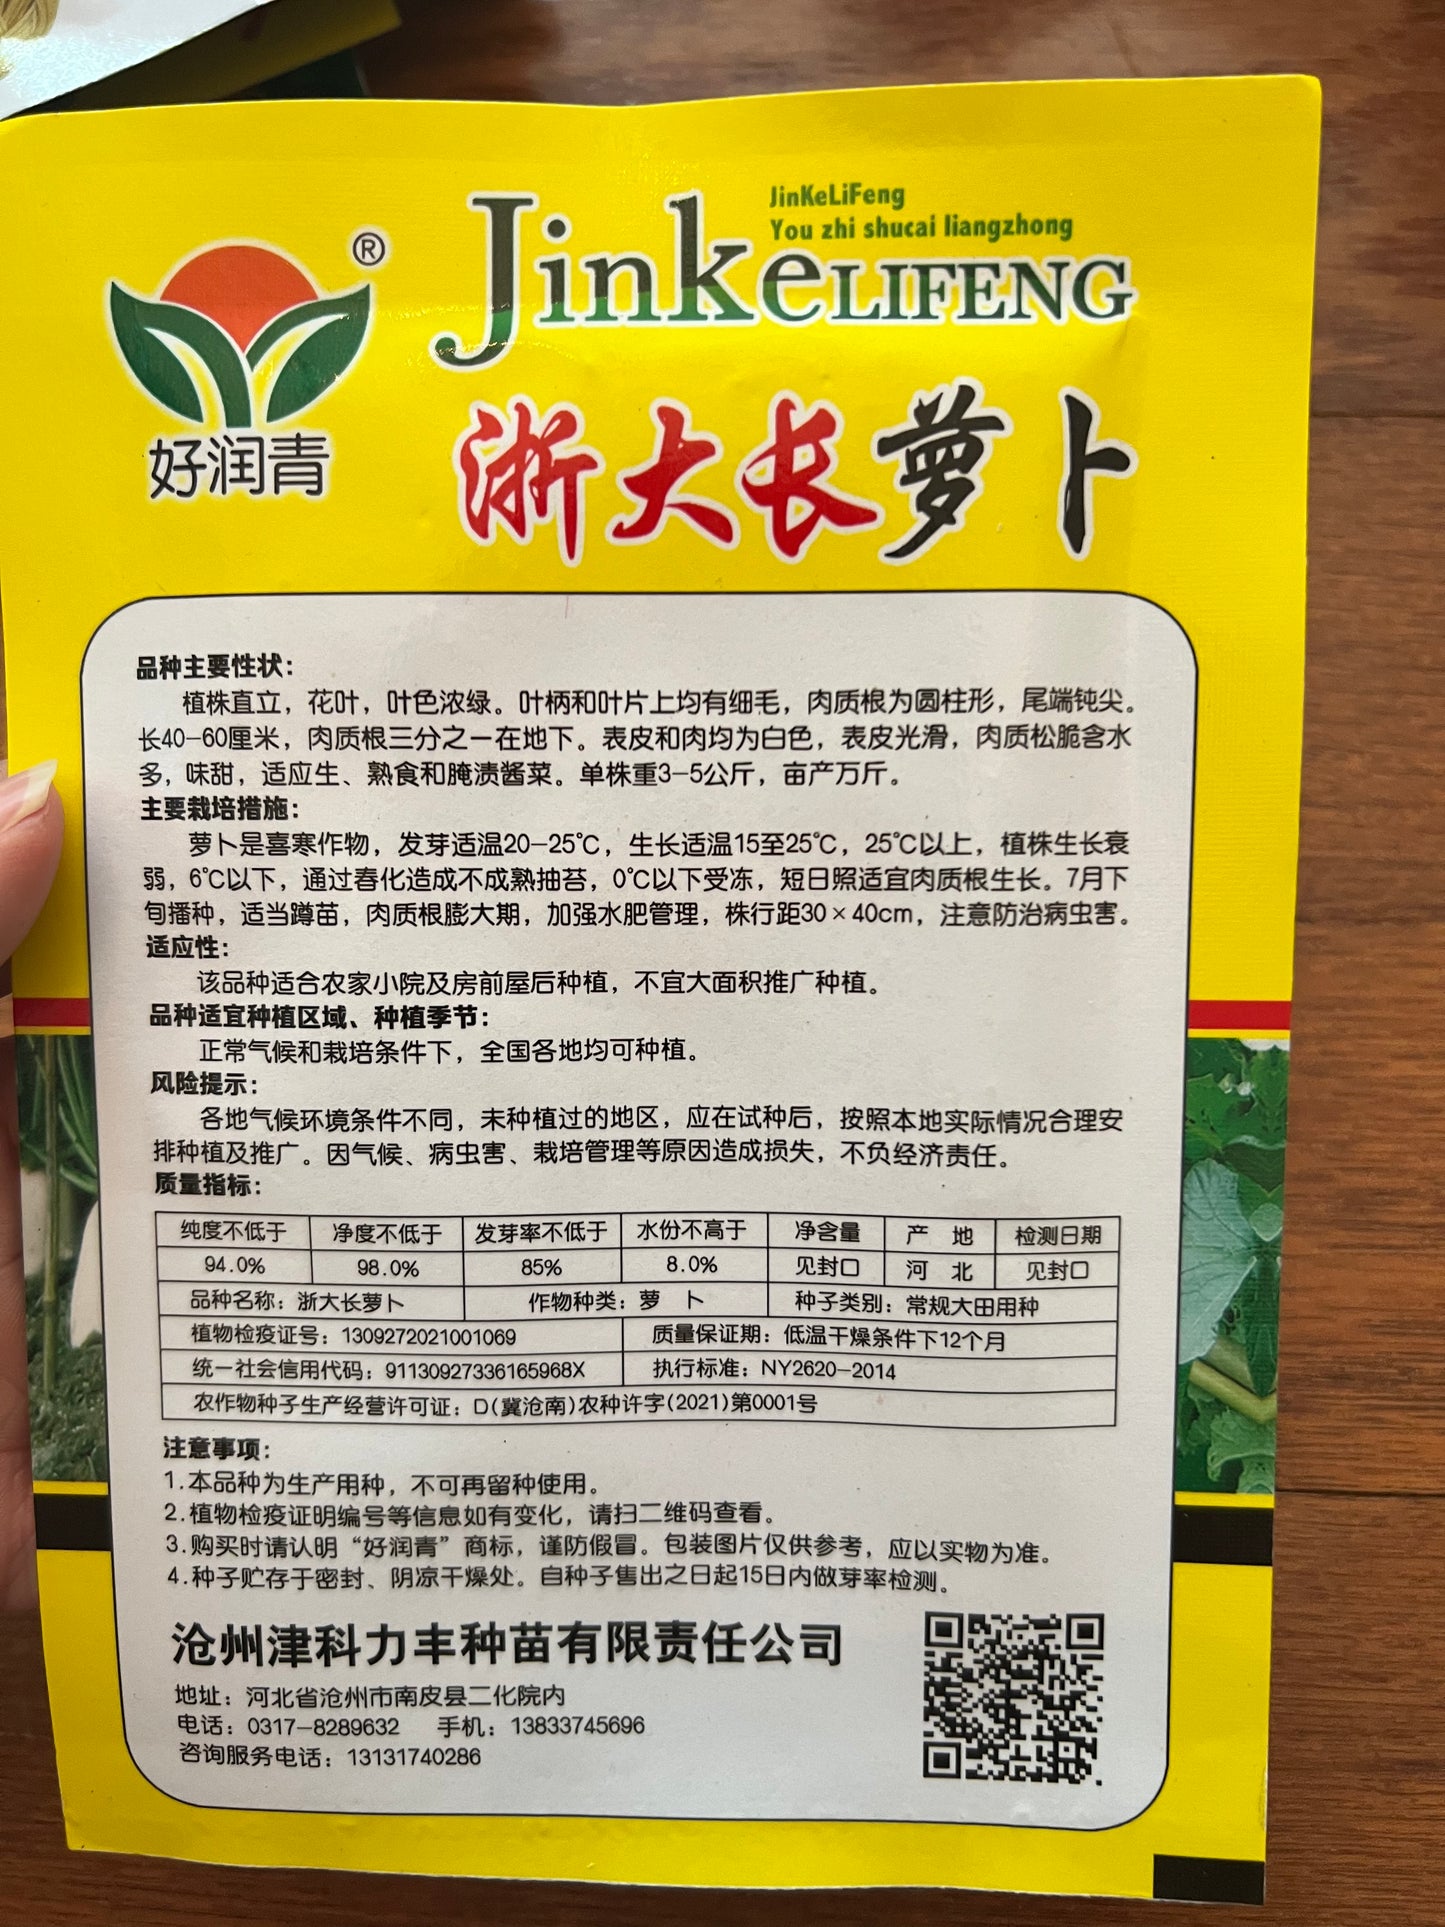 JinKeLiFeng
You zhi shucai liangzhong
JinkeLIFENG
®
好润青
浙大长萝卜
品种主要性状：
植株直立，花叶，叶色浓绿。叶柄和叶片上均有细毛，肉质根为圆柱形，尾端钝尖。
长40-60厘米，肉质根三分之一在地下。表皮和肉均为白色，表皮光滑，肉质松脆含水
多，味甜，适应生、熟食和腌渍酱菜。单株重3-5公斤，亩产万斤。
主要栽培措施：
萝卜是喜寒作物，发芽适温20-25℃，生长适温15至25℃，25℃以上，植株生长衰
弱，6℃以下，通过春化造成不成熟抽苔，0℃以下受冻，短日照适宜肉质根生长。7月下
旬播种，适当蹲苗，肉质根膨大期，加强水肥管理，株行距30×40cm，注意防治病虫害。
适应性：
该品种适合农家小院及房前屋后种植，不宜大面积推广种植。
品种适宜种植区域、种植季节：
正常气候和栽培条件下，全国各地均可种植。
风险提示：
各地气候环境条件不同，未种植过的地区，应在试种后，按照本地实际情况合理安
排种植及推广。因气候、病虫害、栽培管理等原因造成损失，不负经济责任。
质量指标：
纯度不低于 净度不低于 发芽率不低于 水份不高于 净含量 产 地 检测日期
94.0% 98.0% 85% 8.0% 见封口 河 北 见封口
品种名称：浙大长萝卜 作物种类：萝 卜 种子类别：常规大田用种
植物检疫证号：1309272021001069 质量保证期：低温干燥条件下12个月
统一社会信用代码：91130927336165968X 执行标准：NY2620-2014
农作物种子生产经营许可证：D(冀沧南)农种许字(2021)第0001号
注意事项：
1.本品种为生产用种，不可再留种使用。
2.植物检疫证明编号等信息如有变化，请扫二维码查看。
3.购买时请认明“好润青”商标，谨防假冒。包装图片仅供参考，应以实物为准。
4.种子贮存于密封、阴凉干燥处。自种子售出之日起15日内做芽率检测。
沧州津科力丰种苗有限责任公司
地址：河北省沧州市南皮县二化院内
电话：0317-8289632 手机：13833745696
咨询服务电话：13131740286